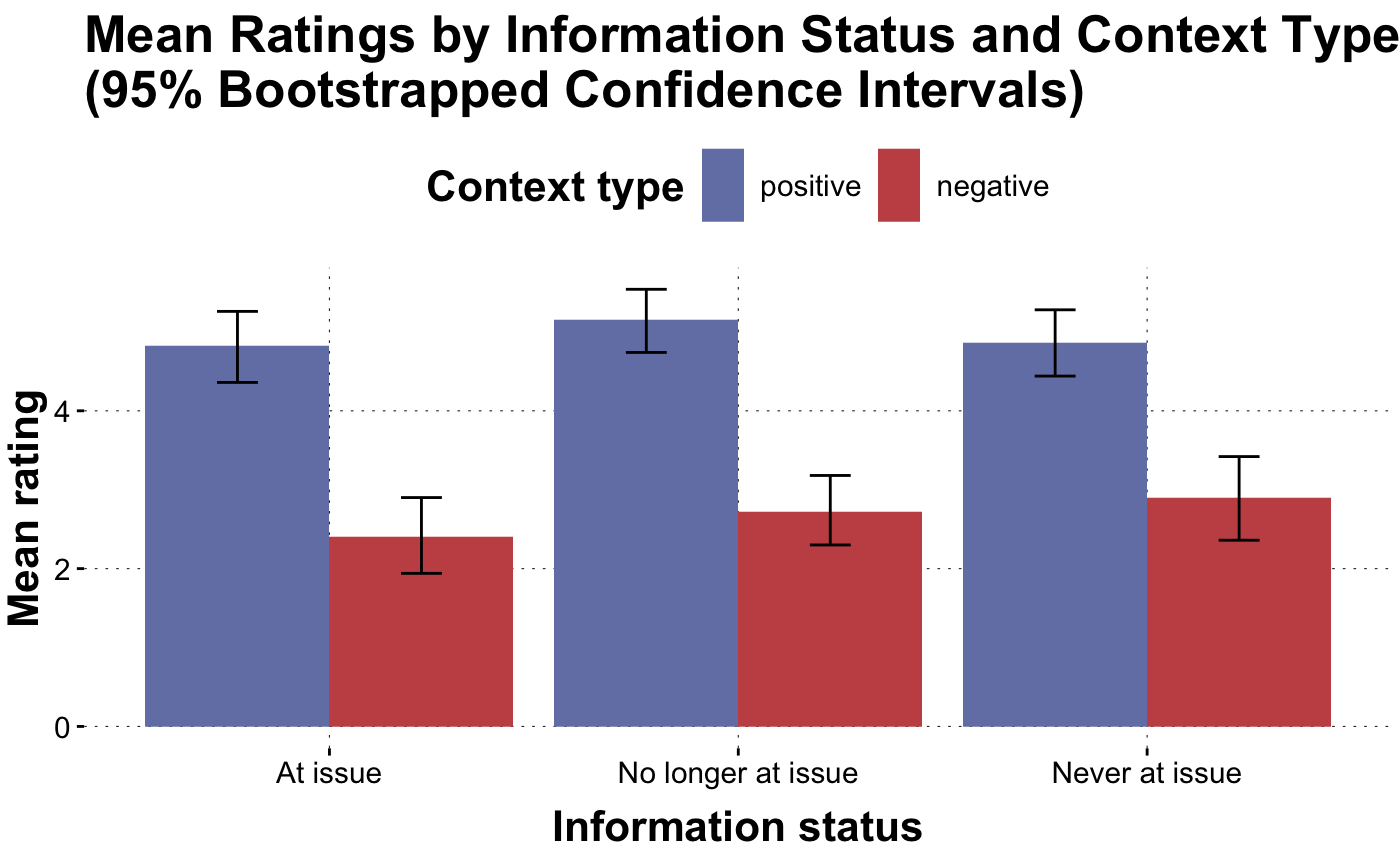 Mean Ratings by Information Status and Context Type
(95% Bootstrapped Confidence Intervals)
Context type positive negative
Mean rating
4
2
0
At issue No longer at issue Never at issue
Information status